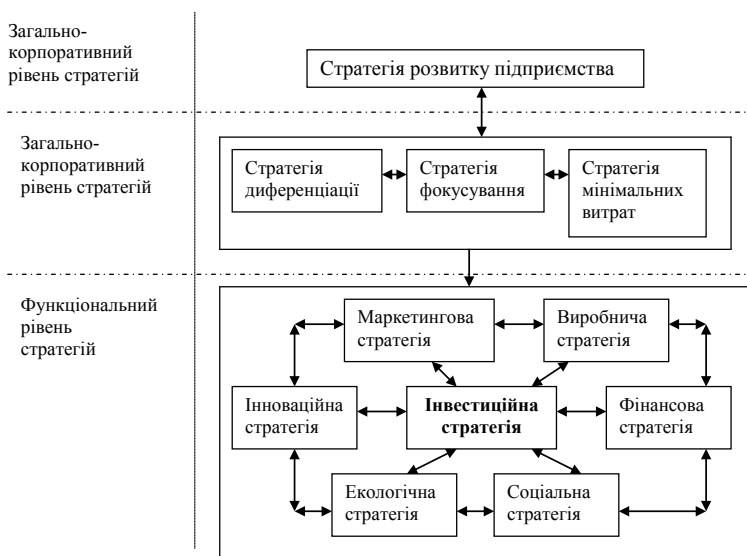 Загально-
корпоративний
рівень стратегій
Стратегія розвитку підприємства
Загально-
корпоративний
рівень стратегій
Стратегія
диференціації
Стратегія
фокусування
Стратегія
мінімальних
витрат
Функціональний
рівень
стратегій
Маркетингова
стратегія
Виробнича
стратегія
Інноваційна
стратегія
Інвестиційна
стратегія
Фінансова
стратегія
Екологічна
стратегія
Соціальна
стратегія